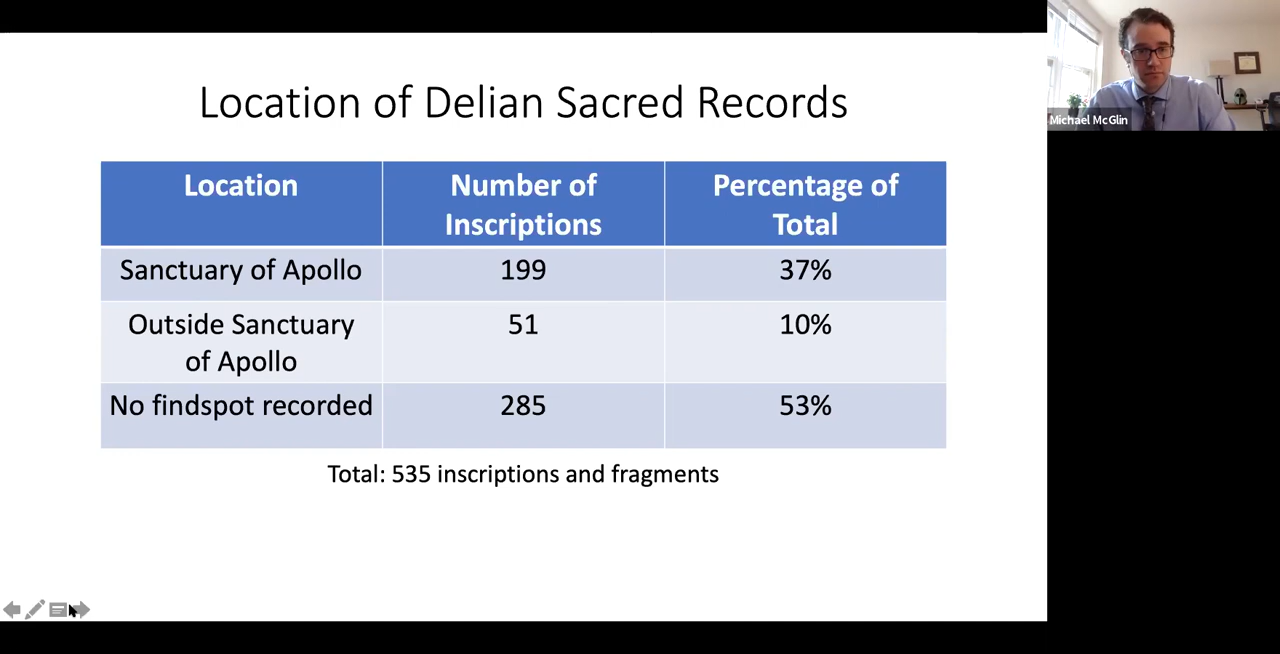 Location of Delian Sacred Records
Location
Number of
Inscriptions
Percentage of
Total
Sanctuary of Apollo
199
37%
Outside Sanctuary
of Apollo
51
10%
No findspot recorded
285
53%
Total: 535 inscriptions and fragments
Michael McGlin